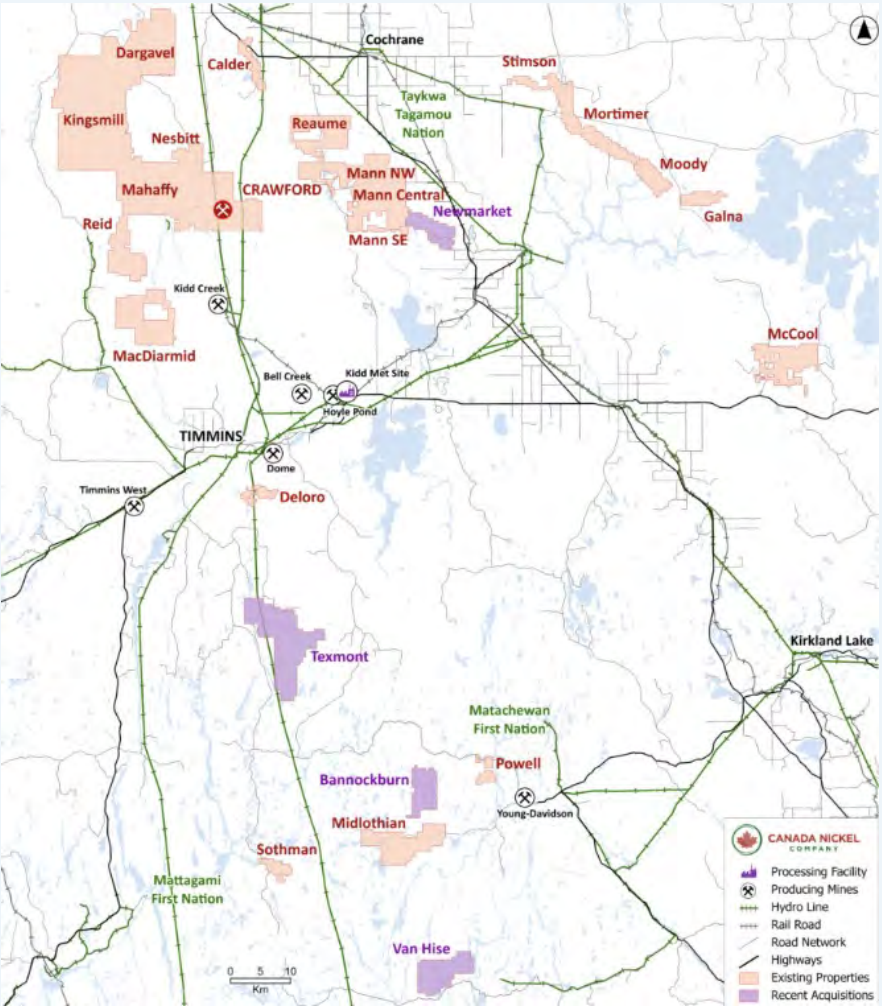 Cochrane
Dargavel
Calder
Stimson
Taykwa
Tagamou
Nation
Kingsmill
Reaume
Mortimer
Nesbitt
Moody
Mann NW
Mahaffy
CRAWFORD
Mann Central
Newmarket
Galna
Reid
Mann SE
Kidd Creek
McCool
MacDiarmid
Bell Creek
Kidd Met Site
Hoyle Pond
TIMMINS
Dome
Timmins West
Deloro
Kirkland Lake
Texmont
Matachewan
First Nation
Powell
Bannockburn
Young-Davidson
Midlothian
Sothman
Mattagami
First Nation
Van Hise
0 5 10
Km
CANADA NICKEL
COMPANY
Processing Facility
Producing Mines
Hydro Line
Rail Road
Road Network
Highways
Existing Properties
Recent Acquisitions